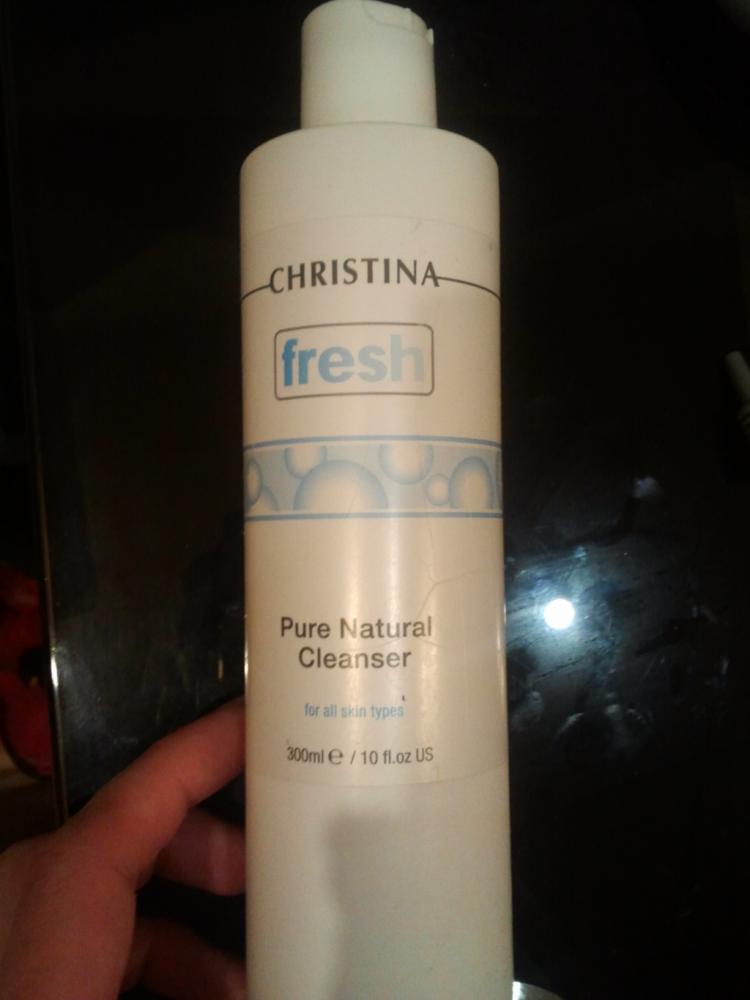 CHRISTINA
fresh
Pure Natural
Cleanser
for all skin types
300ml ℮ / 10 fl.oz US